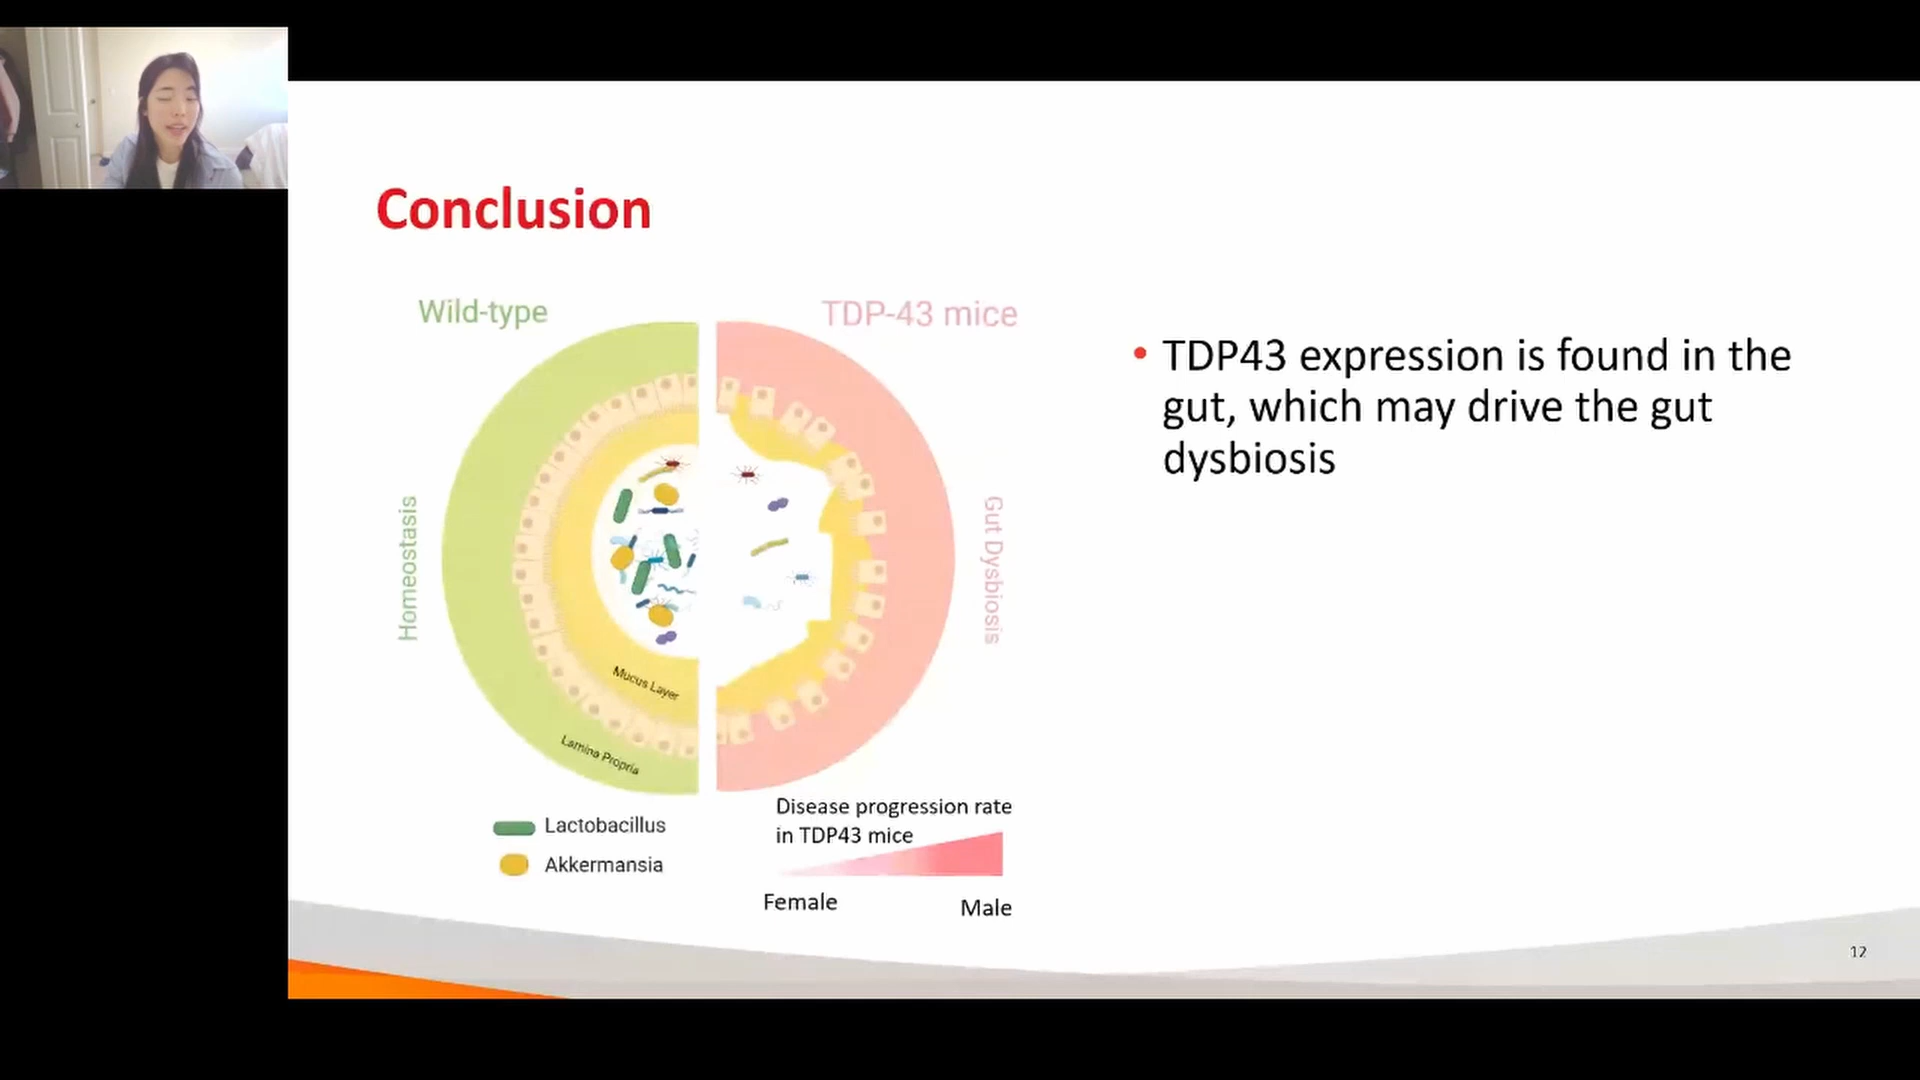 Conclusion
Wild-type
TDP-43 mice
Homeostasis
Gut Dysbiosis
Mucus Layer
Lamina Propria
Lactobacillus
Akkermansia
Disease progression rate
in TDP43 mice
Female
Male
• TDP43 expression is found in the
gut, which may drive the gut
dysbiosis
12